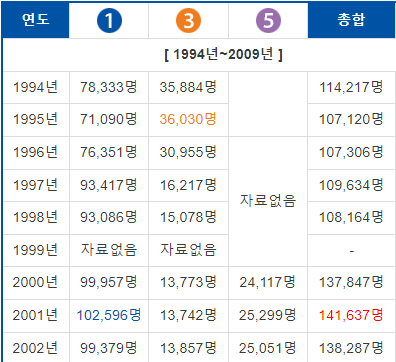 연도 1 3 5 종합
[ 1994년~2009년 ]
1994년 78,333명 35,884명 114,217명
1995년 71,090명 36,030명 107,120명
1996년 76,351명 30,955명 107,306명
1997년 93,417명 16,217명 109,634명
자료없음
1998년 93,086명 15,078명 108,164명
1999년 자료없음 자료없음 -
2000년 99,957명 13,773명 24,117명 137,847명
2001년 102,596명 13,742명 25,299명 141,637명
2002년 99,379명 13,857명 25,051명 138,287명